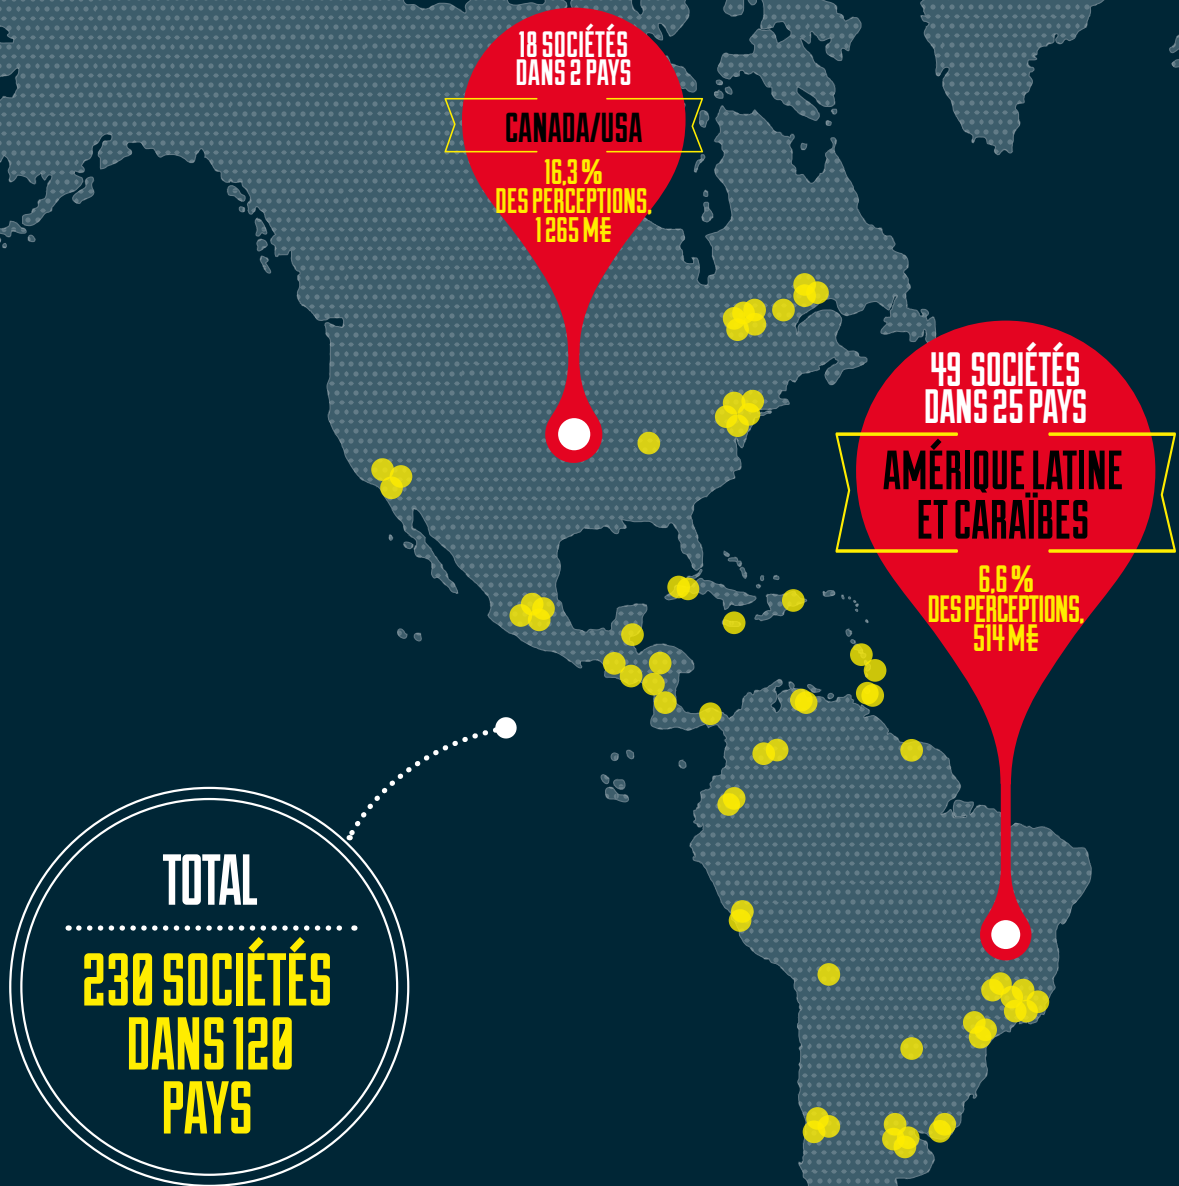 18 SOCIÉTÉS
DANS 2 PAYS
CANADA/USA
16,3 %
DES PERCEPTIONS,
1 265 M€
49 SOCIÉTÉS
DANS 25 PAYS
AMÉRIQUE LATINE
ET CARAÏBES
6,6 %
DES PERCEPTIONS,
514 M€
TOTAL
230 SOCIÉTÉS
DANS 120
PAYS